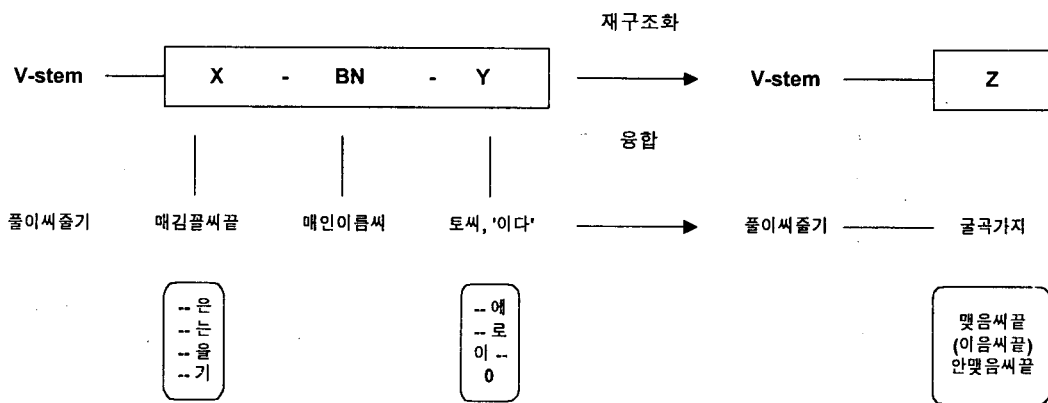 재구조화
V-stem X - BN - Y V-stem Z
융합
풀이씨줄기 매김꼴씨끝 매인이름씨 토씨, '이다' 풀이씨줄기 굴곡가지
-- 은
-- 는
-- 을
-- 기
-- 에
-- 로
이 --
0
맺음씨끝
(이음씨끝)
안맺음씨끝